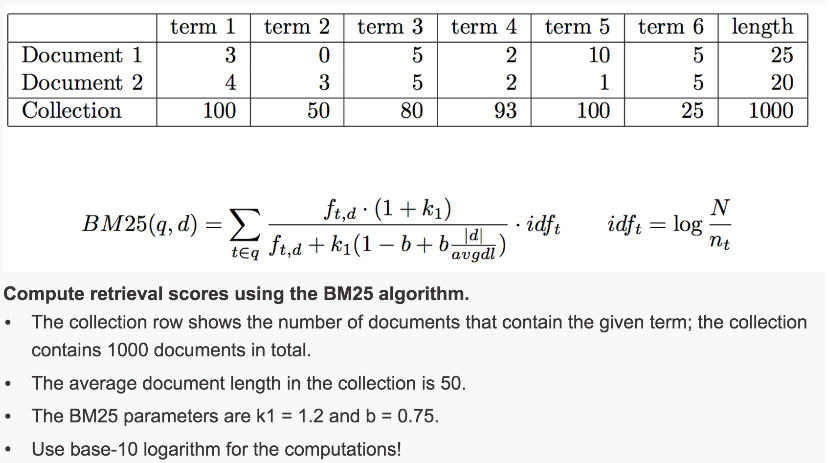 term 1 term 2 term 3 term 4 term 5 term 6 length
Document 1 3 0 5 2 10 5 25
Document 2 4 3 5 2 1 5 20
Collection 100 50 80 93 100 25 1000
BM25(q, d) = ∑_{t∈q} \frac{f_{t,d} · (1 + k_1)}{f_{t,d} + k_1(1 − b + b\frac{|d|}{avgdl})} · idf_t idf_t = log \frac{N}{n_t}
Compute retrieval scores using the BM25 algorithm.
• The collection row shows the number of documents that contain the given term; the collection
contains 1000 documents in total.
• The average document length in the collection is 50.
• The BM25 parameters are k1 = 1.2 and b = 0.75.
• Use base-10 logarithm for the computations!